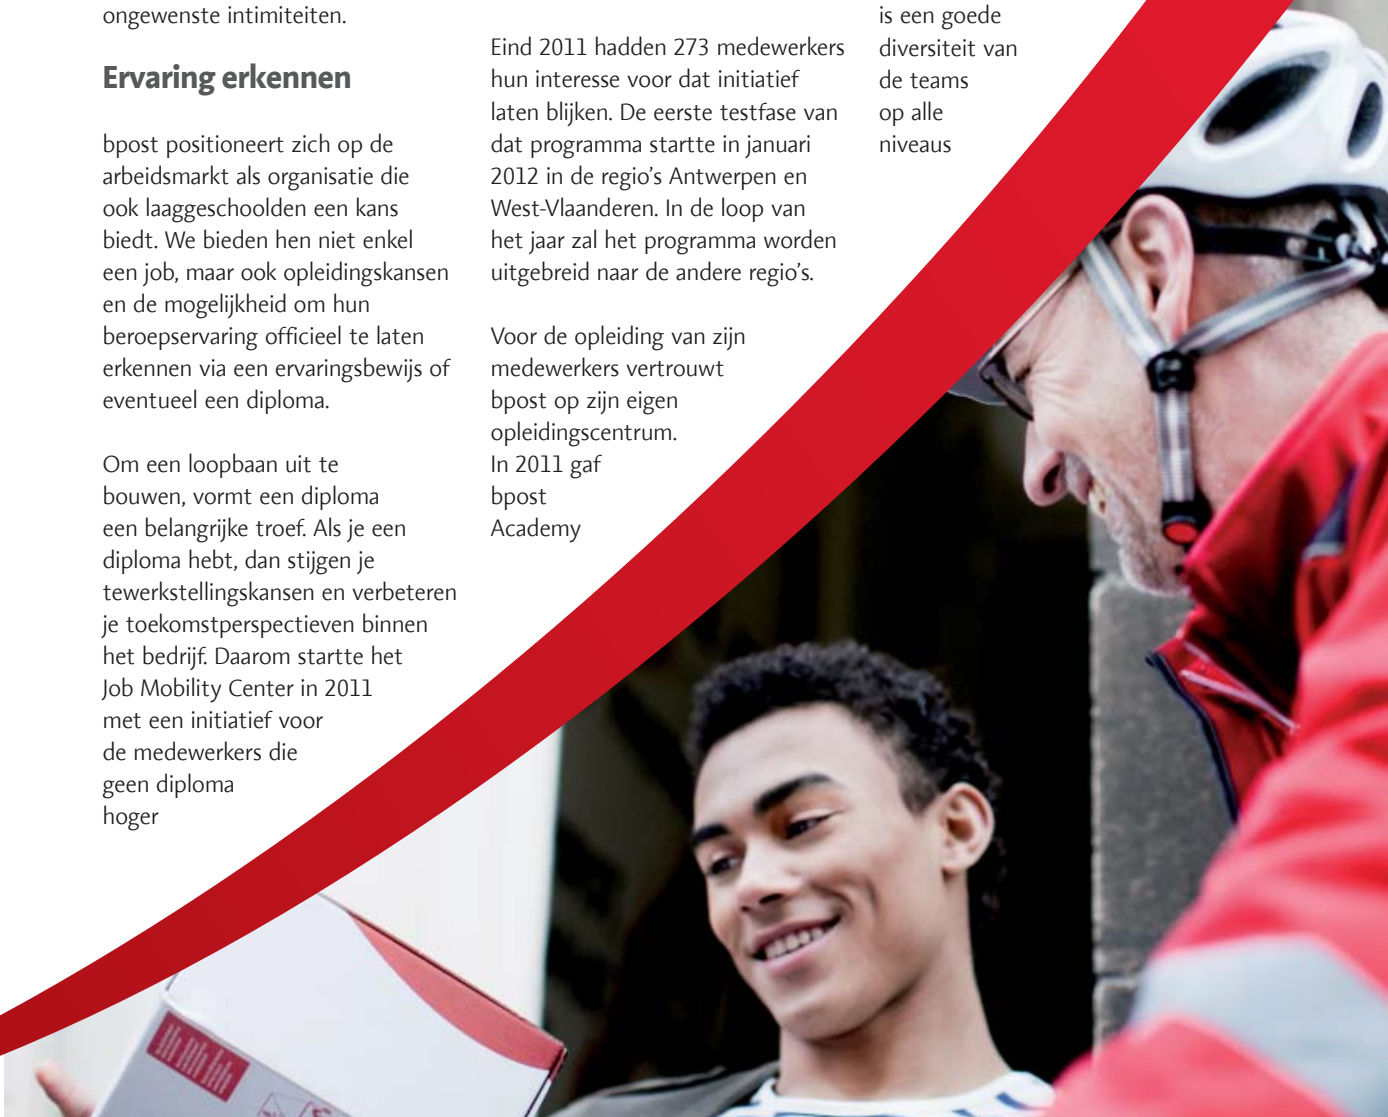 ongewenste intimiteiten.
Ervaring erkennen
bpost positioneert zich op de
arbeidsmarkt als organisatie die
ook laaggeschoolden een kans
biedt. We bieden hen niet enkel
een job, maar ook opleidingskansen
en de mogelijkheid om hun
beroepservaring officieel te laten
erkennen via een ervaringsbewijs of
eventueel een diploma.
Om een loopbaan uit te
bouwen, vormt een diploma
een belangrijke troef. Als je een
diploma hebt, dan stijgen je
tewerkstellingskansen en verbeteren
je toekomstperspectieven binnen
het bedrijf. Daarom startte het
Job Mobility Center in 2011
met een initiatief voor
de medewerkers die
geen diploma
hoger
Eind 2011 hadden 273 medewerkers
hun interesse voor dat initiatief
laten blijken. De eerste testfase van
dat programma startte in januari
2012 in de regio's Antwerpen en
West-Vlaanderen. In de loop van
het jaar zal het programma worden
uitgebreid naar de andere regio's.
Voor de opleiding van zijn
medewerkers vertrouwt
bpost op zijn eigen
opleidingscentrum.
In 2011 gaf
bpost
Academy
is een goede
diversiteit van
de teams
op alle
niveaus